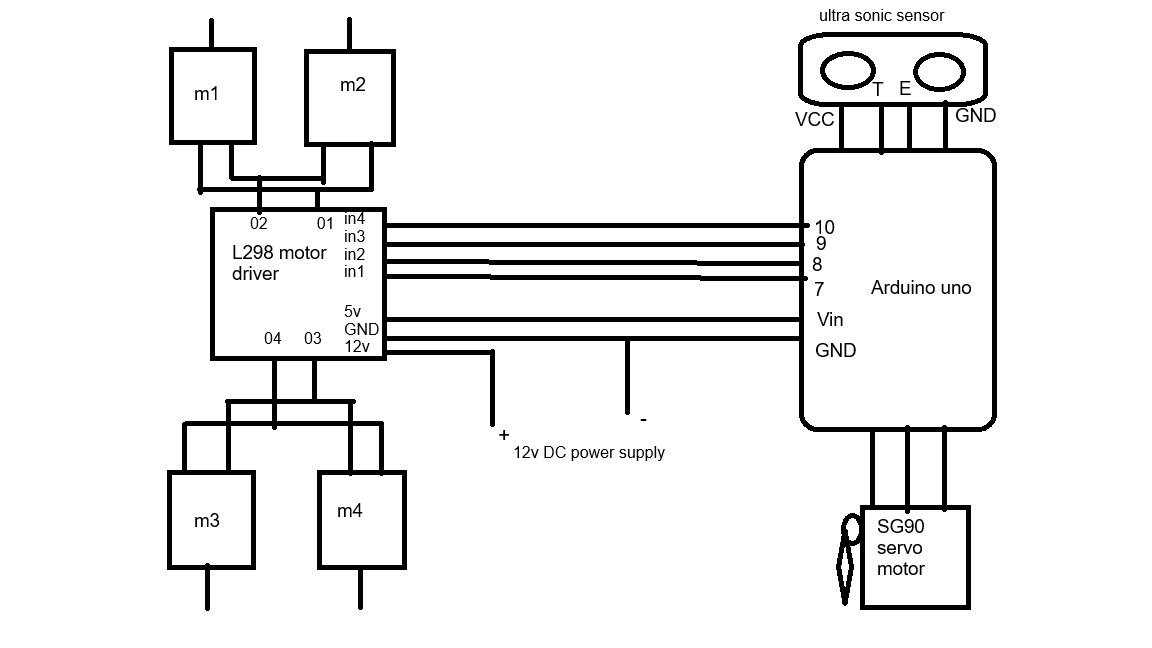 ultra sonic sensor
m1
m2
T E
VCC
GND
02 01
in4
in3
in2
in1
L298 motor
driver
5v
GND
12v
04 03
10
9
8
7
Vin
GND
Arduino uno
+
-
12v DC power supply
m3
m4
SG90
servo
motor